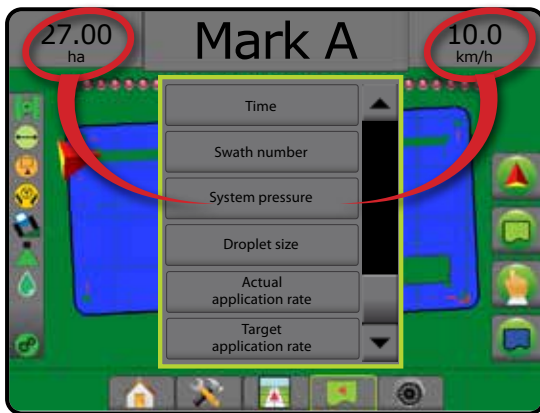 27.00
ha
Mark A
10.0
km/h
Time
Swath number
System pressure
Droplet size
Actual
application rate
Target
application rate